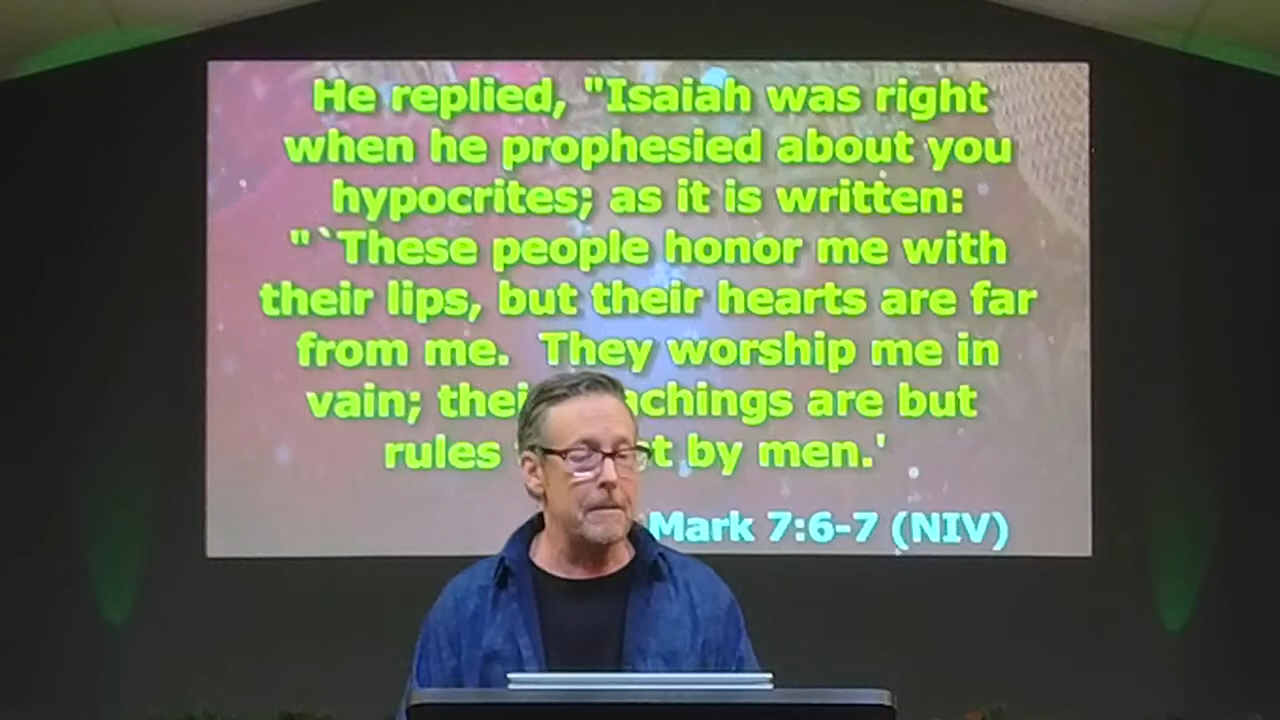 He replied, "Isaiah was right
when he prophesied about you
hypocrites; as it is written:
"`These people honor me with
their lips, but their hearts are far
from me. They worship me in
vain; their teachings are but
rules by men.'
Mark 7:6-7 (NIV)